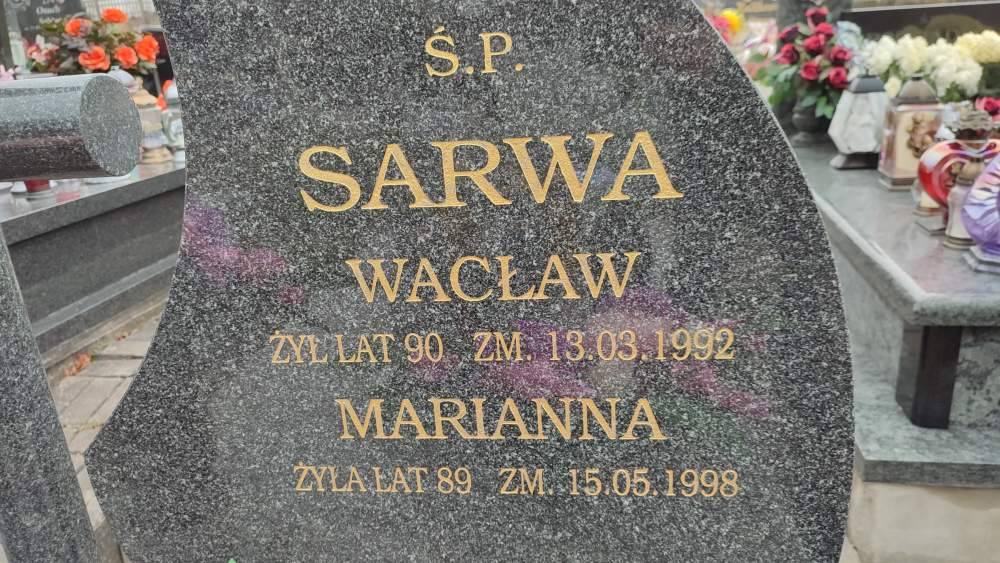 Ś.P.
SARWA
WACŁAW
ŻYŁ LAT 90 ZM. 13.03.1992
MARIANNA
ŻYŁA LAT 89 ZM. 15.05.1998